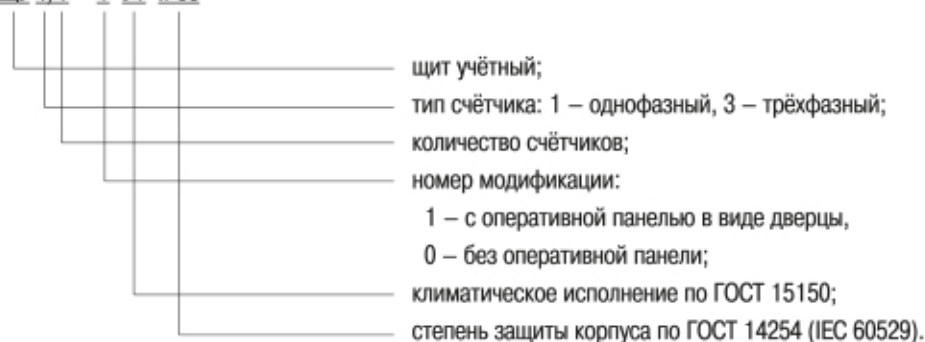 щит учётный;
тип счётчика: 1 – однофазный, 3 – трёхфазный;
количество счётчиков;
номер модификации:
1 – с оперативной панелью в виде дверцы,
0 – без оперативной панели;
климатическое исполнение по ГОСТ 15150;
степень защиты корпуса по ГОСТ 14254 (IEC 60529).